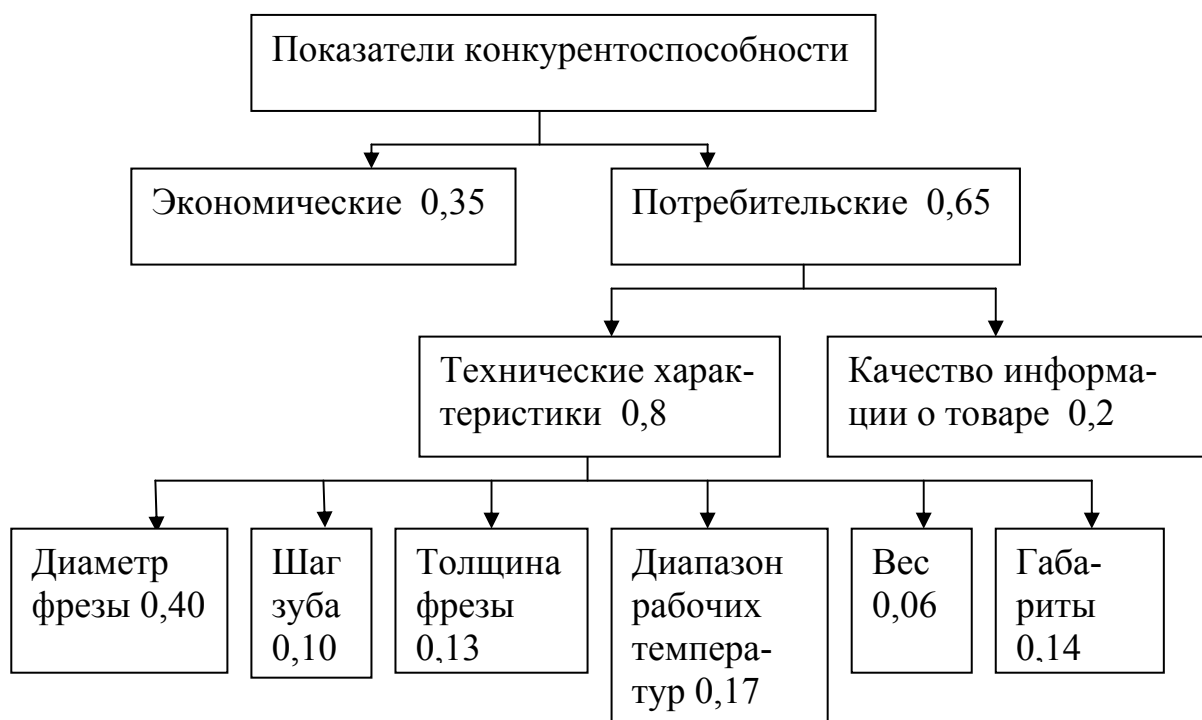 Показатели конкурентоспособности
Экономические 0,35
Потребительские 0,65
Технические харак-
теристики 0,8
Качество информа-
ции о товаре 0,2
Диаметр
фрезы 0,40
Шаг
зуба
0,10
Толщина
фрезы
0,13
Диапазон
рабочих
темпера-
тур 0,17
Вес
0,06
Габа-
риты
0,14